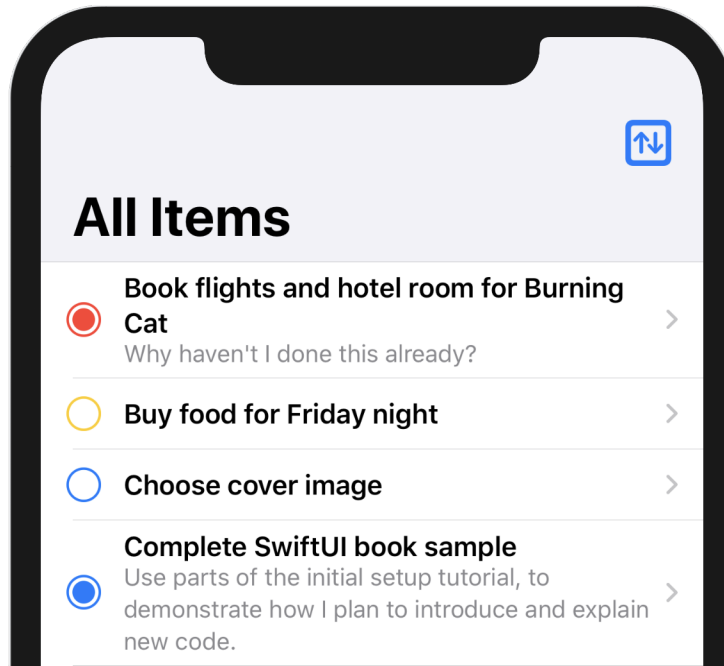 All Items
Book flights and hotel room for Burning
Cat
Why haven't I done this already?
Buy food for Friday night
Choose cover image
Complete SwiftUI book sample
Use parts of the initial setup tutorial, to
demonstrate how I plan to introduce and explain
new code.